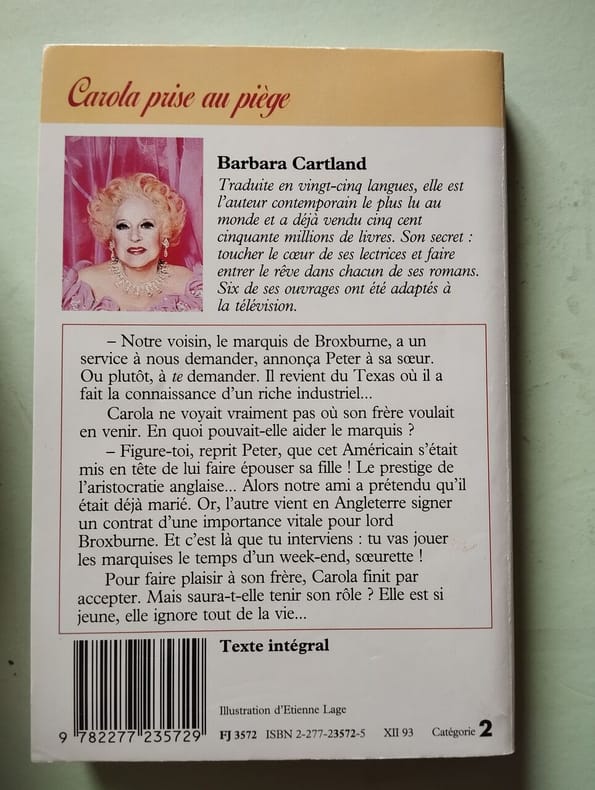 Carola prise au piège
Barbara Cartland
Traduite en vingt-cinq langues, elle est
l'auteur contemporain le plus lu au
monde et a déjà vendu cinq cent
cinquante millions de livres. Son secret :
toucher le cœur de ses lectrices et faire
entrer le rêve dans chacun de ses romans.
Six de ses ouvrages ont été adaptés à
la télévision.
– Notre voisin, le marquis de Broxburne, a un
service à nous demander, annonça Peter à sa sœur.
Ou plutôt, à te demander. Il revient du Texas où il a
fait la connaissance d'un riche industriel...
Carola ne voyait vraiment pas où son frère voulait
en venir. En quoi pouvait-elle aider le marquis ?
– Figure-toi, reprit Peter, que cet Américain s'était
mis en tête de lui faire épouser sa fille ! Le prestige de
l'aristocratie anglaise... Alors notre ami a prétendu qu'il
était déjà marié. Or, l'autre vient en Angleterre signer
un contrat d'une importance vitale pour lord
Broxburne. Et c'est là que tu interviens : tu vas jouer
les marquises le temps d'un week-end, sœurette !
Pour faire plaisir à son frère, Carola finit par
accepter. Mais saura-t-elle tenir son rôle ? Elle est si
jeune, elle ignore tout de la vie...
Texte intégral
Illustration d'Etienne Lage
FJ 3572 ISBN 2-277-23572-5 XII 93 Catégorie 2
9 782277 235729